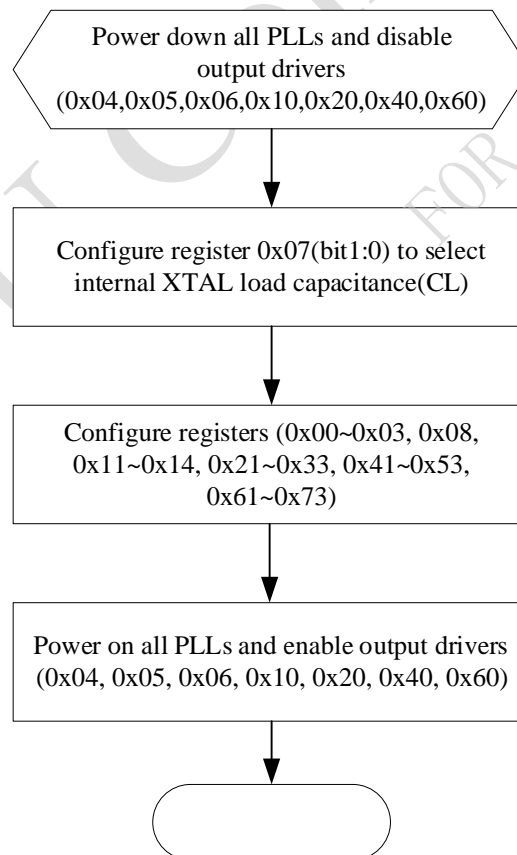 Power down all PLLs and disable
output drivers
(0x04,0x05,0x06,0x10,0x20,0x40,0x60)
FOR
Configure register 0x07(bit1:0) to select
internal XTAL load capacitance(CL)
Configure registers (0x00~0x03, 0x08,
0x11~0x14, 0x21~0x33, 0x41~0x53,
0x61~0x73)
Power on all PLLs and enable output drivers
(0x04, 0x05, 0x06, 0x10, 0x20, 0x40, 0x60)